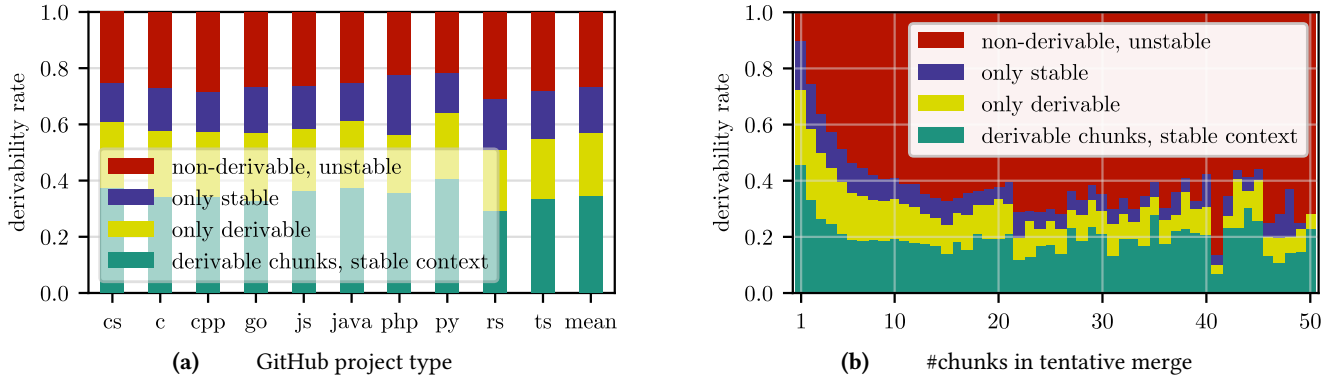 1.0
0.8
0.6
0.4
0.2
0.0
derivability rate
non-derivable, unstable
only stable
only derivable
derivable chunks, stable context
cs c cpp go js java php py rs ts mean
(a) GitHub project type
1.0
0.8
0.6
0.4
0.2
0.0
derivability rate
non-derivable, unstable
only stable
only derivable
derivable chunks, stable context
1 10 20 30 40 50
(b) #chunks in tentative merge